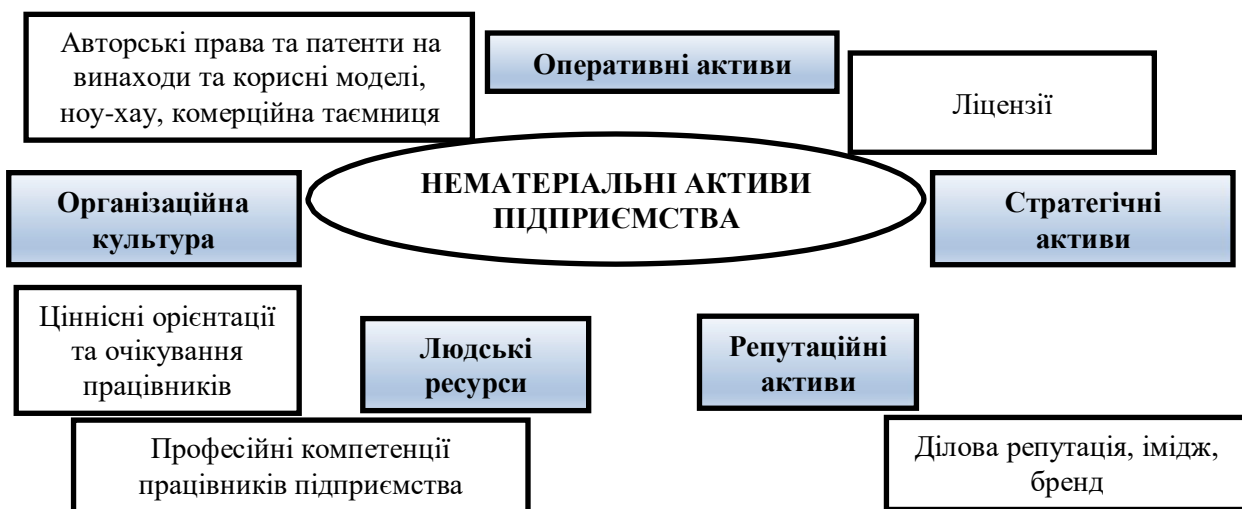 Авторські права та патенти на
винаходи та корисні моделі,
ноу-хау, комерційна таємниця
Оперативні активи
Ліцензії
НЕМАТЕРІАЛЬНІ АКТИВИ
ПІДПРИЄМСТВА
Організаційна
культура
Стратегічні
активи
Ціннісні орієнтації
та очікування
працівників
Людські
ресурси
Репутаційні
активи
Професійні компетенції
працівників підприємства
Ділова репутація, імідж,
бренд